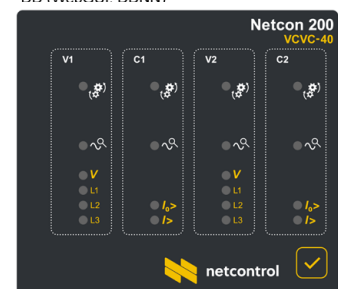 Netcon 200
VCVC-40
V1 C1 V2 C2
V V
L1 L1
L2 I₀> L2 I₀>
L3 I> L3 I>
netcontrol